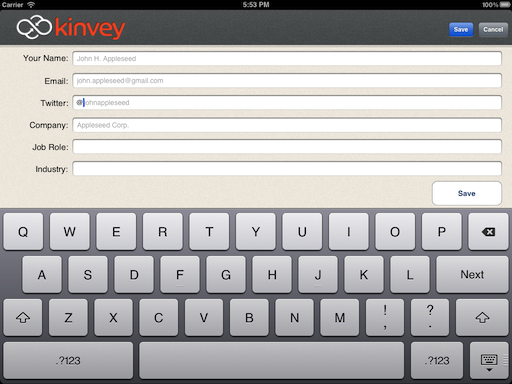 Carrier 5:53 PM 100%
kinvey Save Cancel
Your Name: John H. Appleseed
Email: john.appleseed@gmail.com
Twitter: @johnappleseed
Company: Appleseed Corp.
Job Role:
Industry:
Save
Q W E R T Y U I O P
A S D F G H J K L Next
Z X C V B N M ! , ? .
.?123 .?123